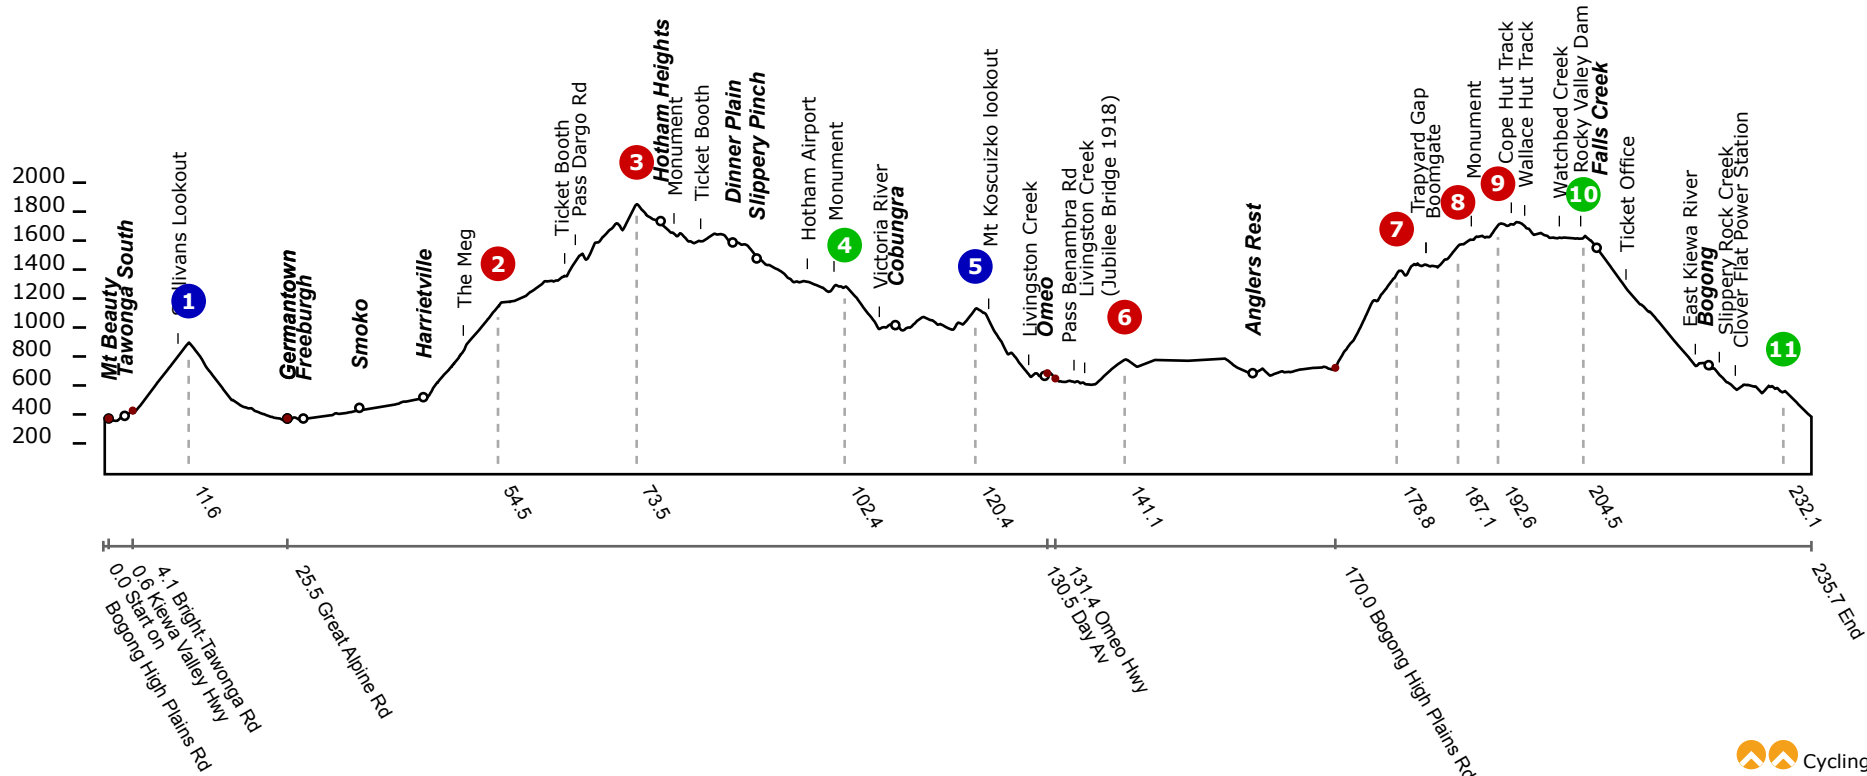 2000
1800
1600
1400
1200
1000
800
600
400
200
Mt Beauty
Tawonga South
Sullivans Lookout
1
Germantown
Freeburgh
Smoko
Harrietville
The Meg
2
Ticket Booth
Pass Dargo Rd
3
Hotham Heights
Monument
Ticket Booth
Dinner Plain
Slippery Pinch
Hotham Airport
Monument
4
Victoria River
Cobungra
5
Mt Koscuizko lookout
Livingston Creek
Omeo
Pass Benambra Rd
Livingston Creek
(Jubilee Bridge 1918)
6
Anglers Rest
7
Trapyard Gap
Boomgate
8
Monument
9
Cope Hut Track
Wallace Hut Track
Watchbed Creek
Rocky Valley Dam
10
Falls Creek
Ticket Office
East Kiewa River
Bogong
Slippery Rock Creek
Clover Flat Power Station
11
11.6
54.5
73.5
102.4
120.4
141.1
178.8
187.1
192.6
204.5
232.1
0.0 Start on
Bogong High Plains Rd
0.6 Kiewa Valley Hwy
4.1 Bright-Tawonga Rd
25.5 Great Alpine Rd
130.5 Day Av
131.4 Omeo Hwy
170.0 Bogong High Plains Rd
235.7 End
Cycling